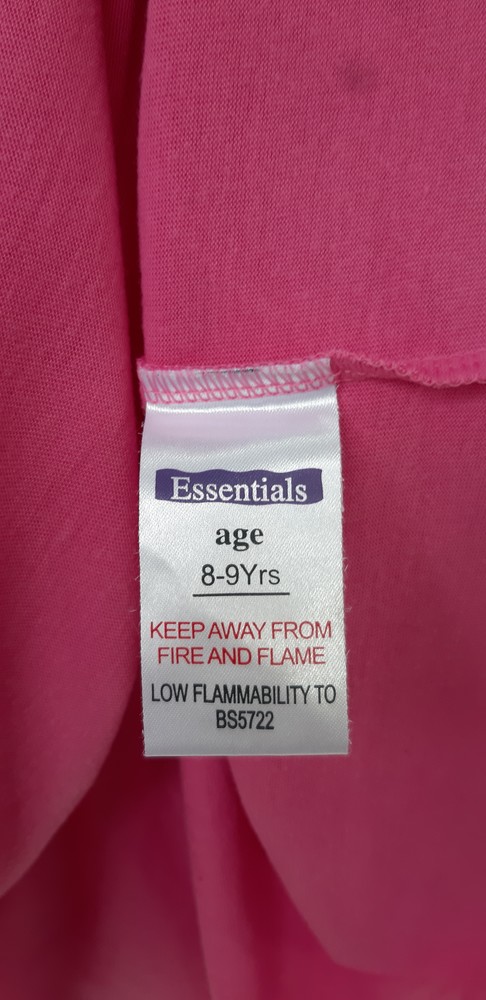 Essentials
age
8-9Yrs
KEEP AWAY FROM
FIRE AND FLAME
LOW FLAMMABILITY TO
BS5722